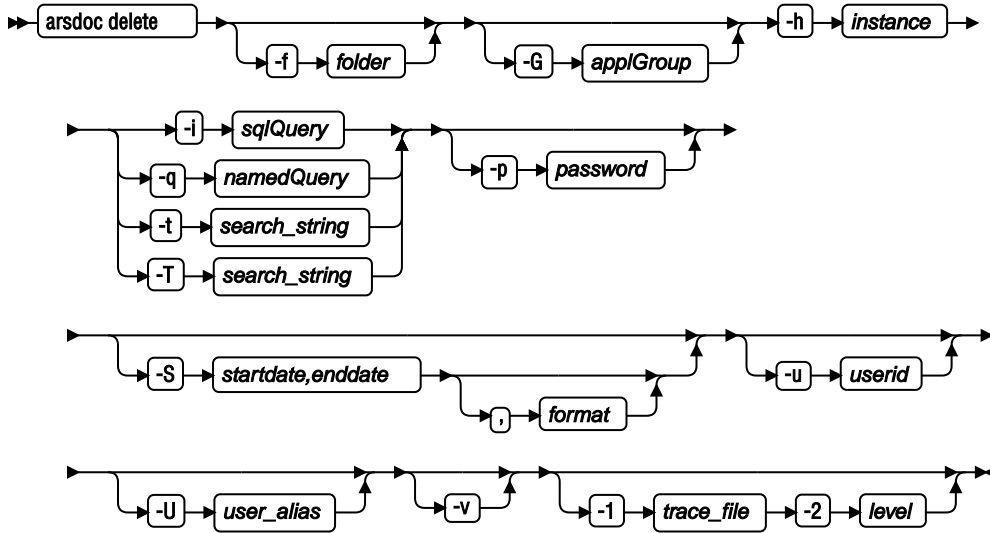 arsdoc delete -f folder -G applGroup -h instance
-i sqlQuery -p password
-q namedQuery
-t search_string
-T search_string
-S startdate,enddate , format -u userid
-U user_alias -v -1 trace_file -2 level